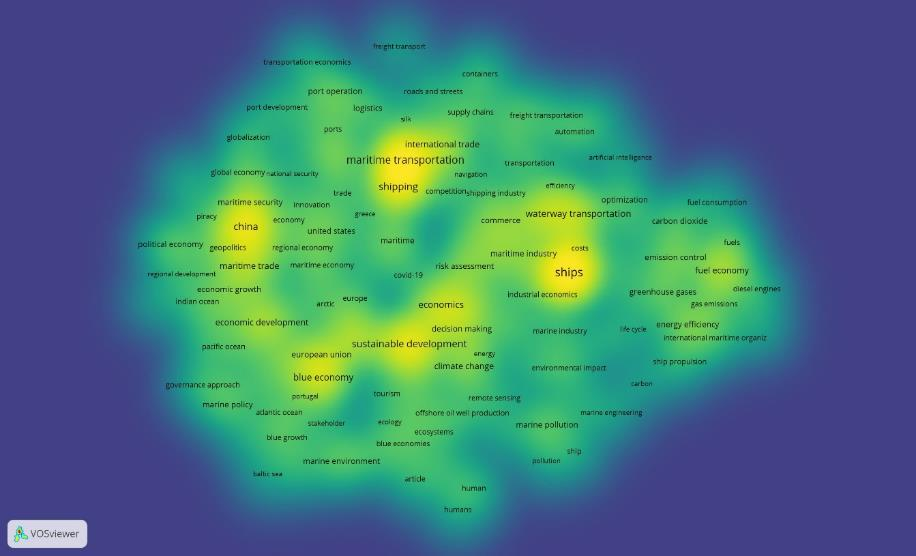 freight transport
transportation economics
containers
port operation
roads and streets
port development
logistics
supply chains
freight transportation
silk
ports
automation
globalization
international trade
maritime transportation
artificial intelligence
transportation
global economy
national security
navigation
shipping
efficiency
trade
competition
shipping industry
optimization
maritime security
innovation
fuel consumption
piracy
greece
waterway transportation
economy
commerce
carbon dioxide
china
united states
maritime
political economy
geopolitics
regional economy
costs
fuels
maritime industry
emission control
maritime trade
maritime economy
risk assessment
fuel economy
regional development
covid-19
ships
economic growth
diesel engines
greenhouse gases
industrial economics
indian ocean
arctic
europe
economics
gas emissions
economic development
energy efficiency
decision making
marine industry
life cycle
international maritime organiz
pacific ocean
sustainable development
european union
energy
ship propulsion
climate change
environmental impact
blue economy
governance approach
carbon
portugal
tourism
remote sensing
marine policy
atlantic ocean
offshore oil well production
marine engineering
stakeholder
ecology
marine pollution
ecosystems
blue growth
blue economies
ship
marine environment
pollution
baltic sea
article
human
humans
VOSviewer